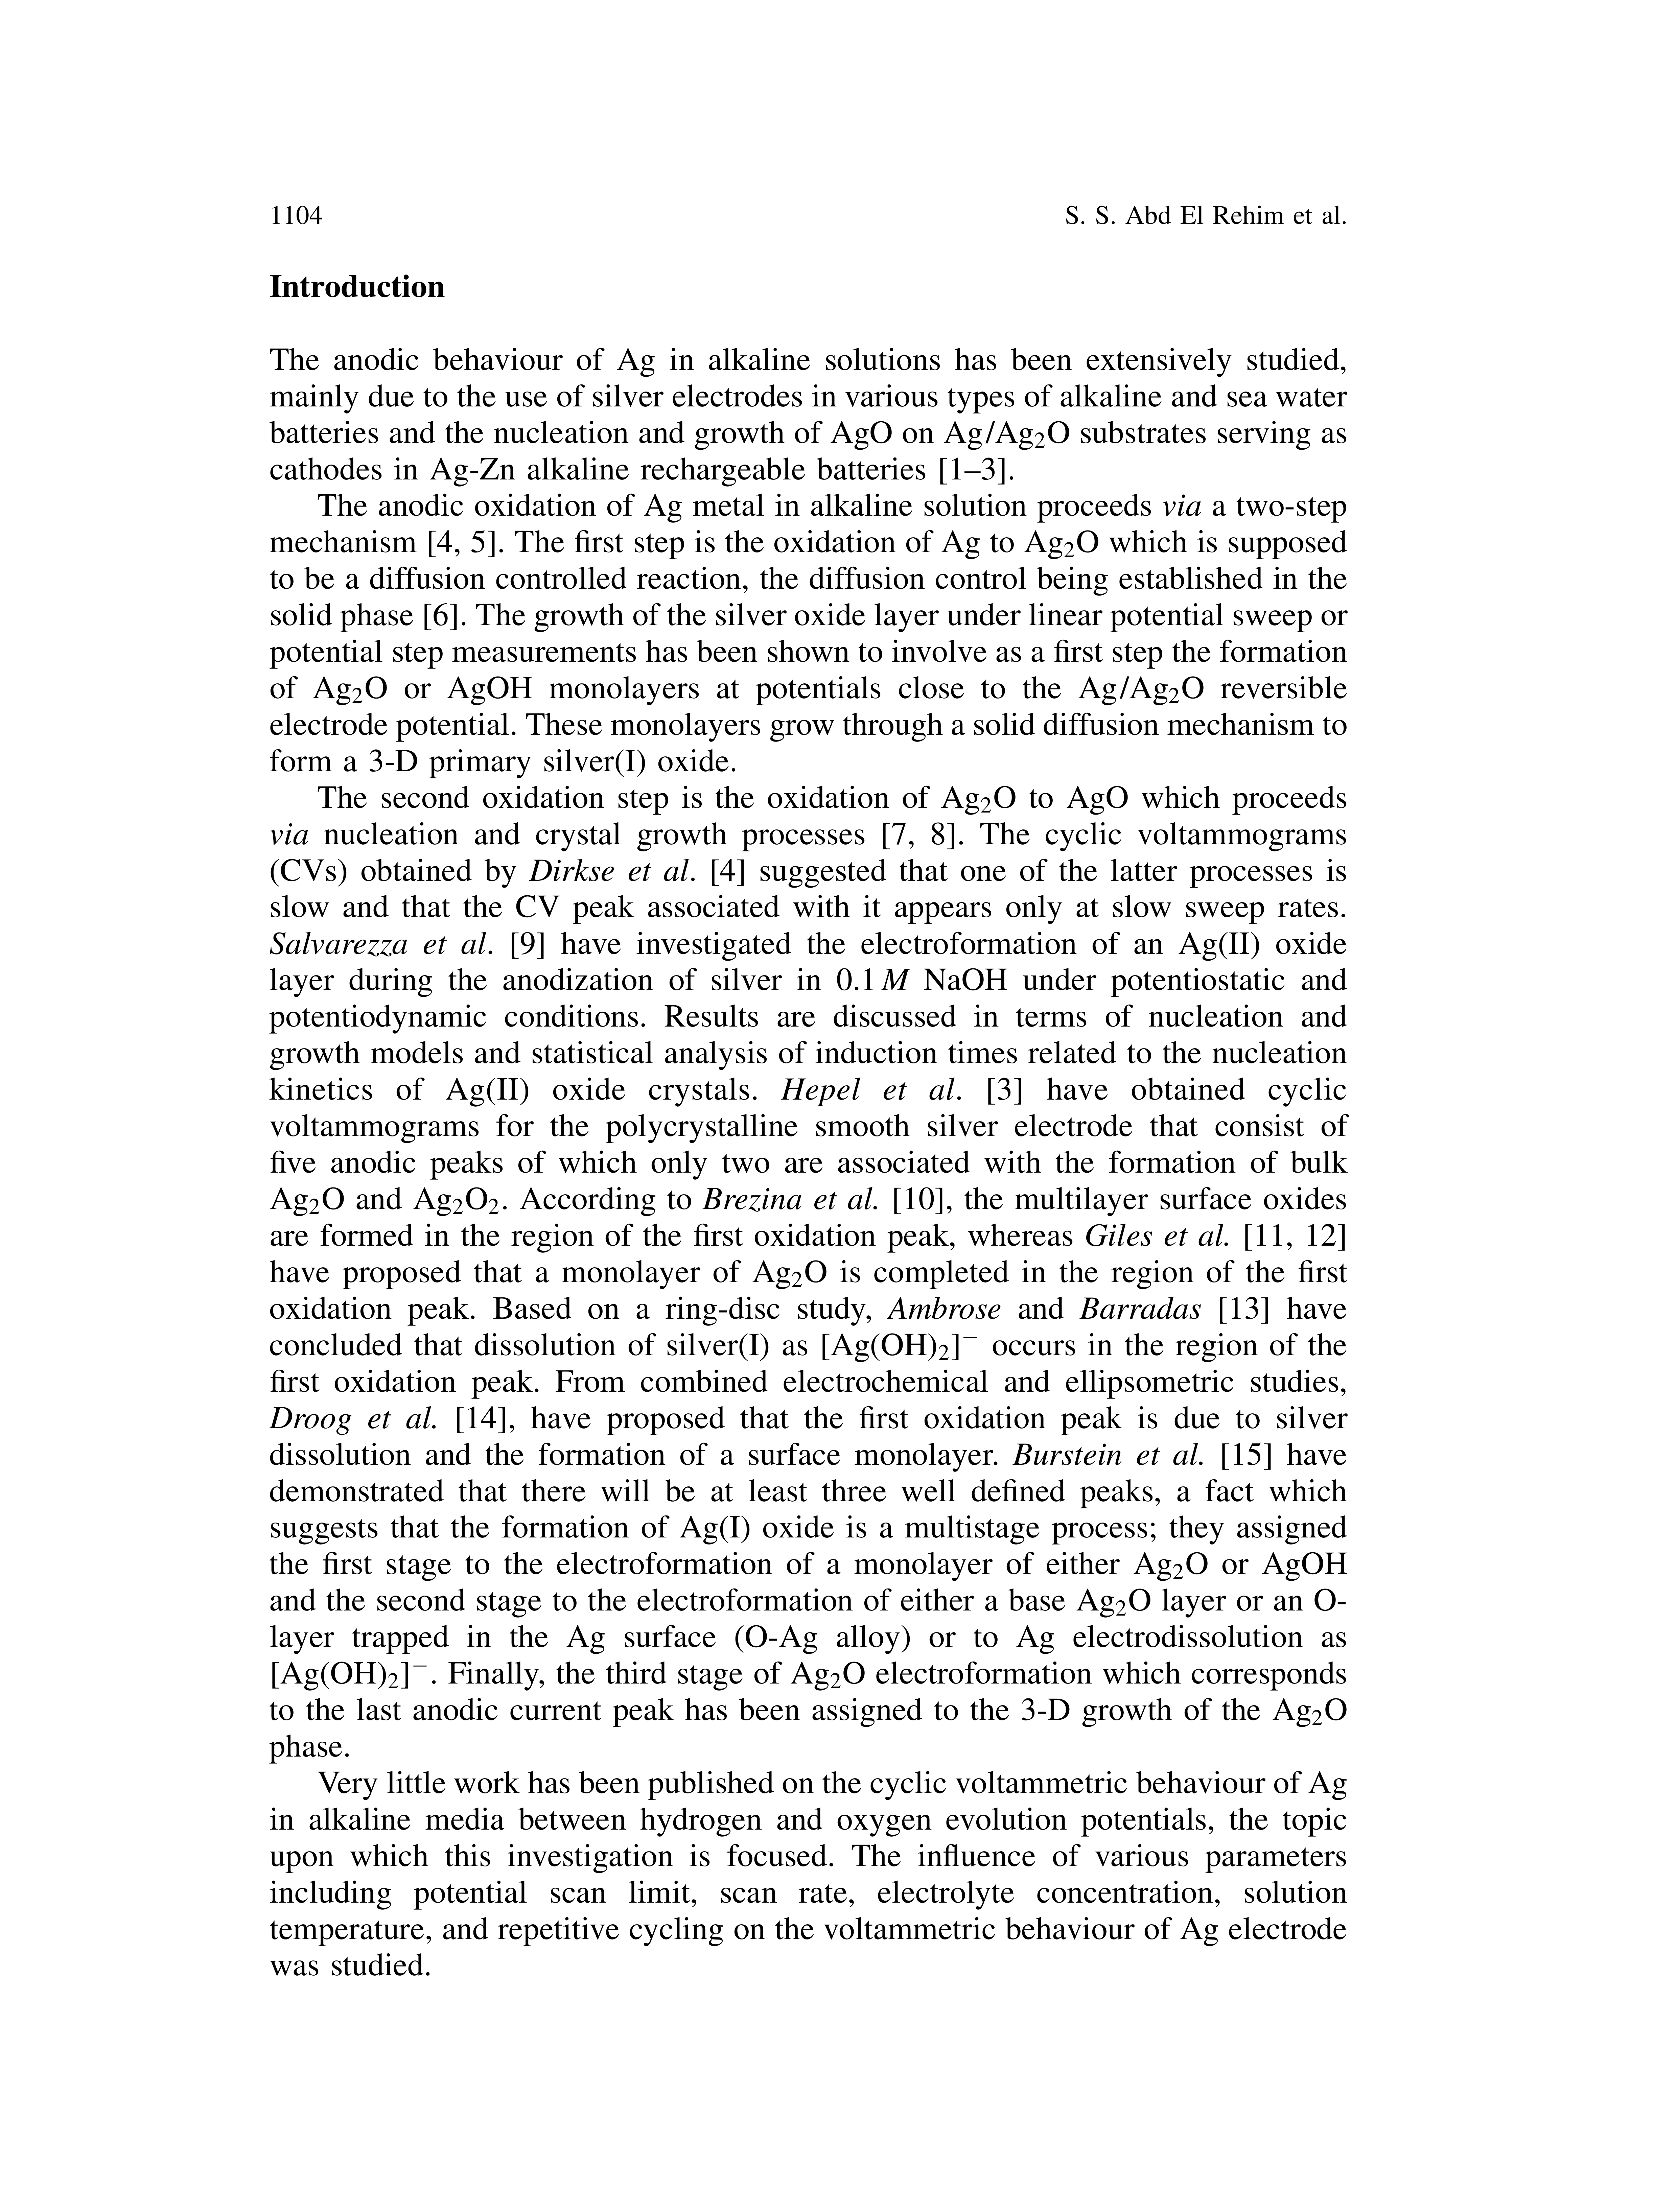 1104 S. S. Abd El Rehim et al.
Introduction
The anodic behaviour of Ag in alkaline solutions has been extensively studied,
mainly due to the use of silver electrodes in various types of alkaline and sea water
batteries and the nucleation and growth of AgO on Ag/Ag₂O substrates serving as
cathodes in Ag-Zn alkaline rechargeable batteries [1–3].
The anodic oxidation of Ag metal in alkaline solution proceeds via a two-step
mechanism [4, 5]. The first step is the oxidation of Ag to Ag₂O which is supposed
to be a diffusion controlled reaction, the diffusion control being established in the
solid phase [6]. The growth of the silver oxide layer under linear potential sweep or
potential step measurements has been shown to involve as a first step the formation
of Ag₂O or AgOH monolayers at potentials close to the Ag/Ag₂O reversible
electrode potential. These monolayers grow through a solid diffusion mechanism to
form a 3-D primary silver(I) oxide.
The second oxidation step is the oxidation of Ag₂O to AgO which proceeds
via nucleation and crystal growth processes [7, 8]. The cyclic voltammograms
(CVs) obtained by Dirkse et al. [4] suggested that one of the latter processes is
slow and that the CV peak associated with it appears only at slow sweep rates.
Salvarezza et al. [9] have investigated the electroformation of an Ag(II) oxide
layer during the anodization of silver in 0.1 M NaOH under potentiostatic and
potentiodynamic conditions. Results are discussed in terms of nucleation and
growth models and statistical analysis of induction times related to the nucleation
kinetics of Ag(II) oxide crystals. Hepel et al. [3] have obtained cyclic
voltammograms for the polycrystalline smooth silver electrode that consist of
five anodic peaks of which only two are associated with the formation of bulk
Ag₂O and Ag₂O₂. According to Brezina et al. [10], the multilayer surface oxides
are formed in the region of the first oxidation peak, whereas Giles et al. [11, 12]
have proposed that a monolayer of Ag₂O is completed in the region of the first
oxidation peak. Based on a ring-disc study, Ambrose and Barradas [13] have
concluded that dissolution of silver(I) as [Ag(OH)₂]⁻ occurs in the region of the
first oxidation peak. From combined electrochemical and ellipsometric studies,
Droog et al. [14], have proposed that the first oxidation peak is due to silver
dissolution and the formation of a surface monolayer. Burstein et al. [15] have
demonstrated that there will be at least three well defined peaks, a fact which
suggests that the formation of Ag(I) oxide is a multistage process; they assigned
the first stage to the electroformation of a monolayer of either Ag₂O or AgOH
and the second stage to the electroformation of either a base Ag₂O layer or an O-
layer trapped in the Ag surface (O-Ag alloy) or to Ag electrodissolution as
[Ag(OH)₂]⁻. Finally, the third stage of Ag₂O electroformation which corresponds
to the last anodic current peak has been assigned to the 3-D growth of the Ag₂O
phase.
Very little work has been published on the cyclic voltammetric behaviour of Ag
in alkaline media between hydrogen and oxygen evolution potentials, the topic
upon which this investigation is focused. The influence of various parameters
including potential scan limit, scan rate, electrolyte concentration, solution
temperature, and repetitive cycling on the voltammetric behaviour of Ag electrode
was studied.